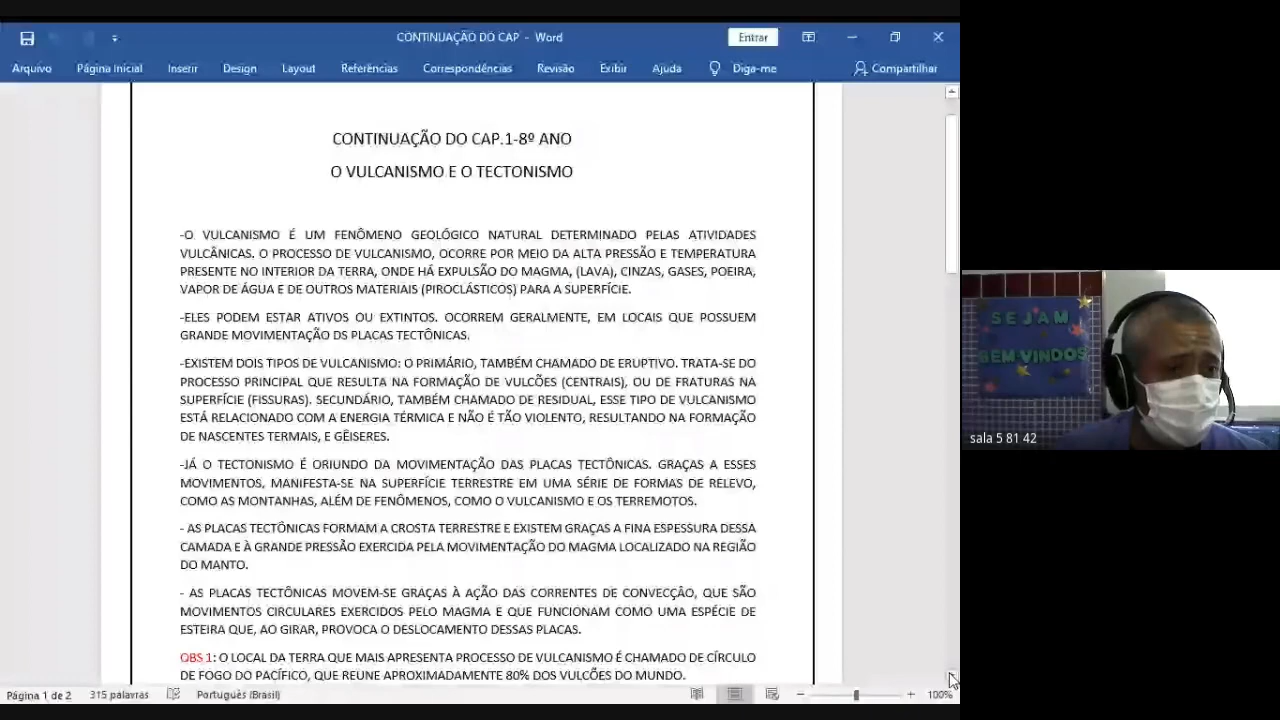 CONTINUAÇÃO DO CAP - Word
Entrar
Arquivo Página Inicial Inserir Design Layout Referências Correspondências Revisão Exibir Ajuda Diga-me Compartilhar
CONTINUAÇÃO DO CAP.1-8º ANO
O VULCANISMO E O TECTONISMO
-O VULCANISMO É UM FENÔMENO GEOLÓGICO NATURAL DETERMINADO PELAS ATIVIDADES
VULCÂNICAS. O PROCESSO DE VULCANISMO, OCORRE POR MEIO DA ALTA PRESSÃO E TEMPERATURA
PRESENTE NO INTERIOR DA TERRA, ONDE HÁ EXPULSÃO DO MAGMA, (LAVA), CINZAS, GASES, POEIRA,
VAPOR DE ÁGUA E DE OUTROS MATERIAIS (PIROCLÁSTICOS) PARA A SUPERFÍCIE.
-ELES PODEM ESTAR ATIVOS OU EXTINTOS. OCORREM GERALMENTE, EM LOCAIS QUE POSSUEM
GRANDE MOVIMENTAÇÃO DS PLACAS TECTÔNICAS.
-EXISTEM DOIS TIPOS DE VULCANISMO: O PRIMÁRIO, TAMBÉM CHAMADO DE ERUPTIVO. TRATA-SE DO
PROCESSO PRINCIPAL QUE RESULTA NA FORMAÇÃO DE VULCÕES (CENTRAIS), OU DE FRATURAS NA
SUPERFÍCIE (FISSURAS). SECUNDÁRIO, TAMBÉM CHAMADO DE RESIDUAL, ESSE TIPO DE VULCANISMO
ESTÁ RELACIONADO COM A ENERGIA TÉRMICA E NÃO É TÃO VIOLENTO, RESULTANDO NA FORMAÇÃO
DE NASCENTES TERMAIS, E GÊISERES.
-JÁ O TECTONISMO É ORIUNDO DA MOVIMENTAÇÃO DAS PLACAS TECTÔNICAS. GRAÇAS A ESSES
MOVIMENTOS, MANIFESTA-SE NA SUPERFÍCIE TERRESTRE EM UMA SÉRIE DE FORMAS DE RELEVO,
COMO AS MONTANHAS, ALÉM DE FENÔMENOS, COMO O VULCANISMO E OS TERREMOTOS.
- AS PLACAS TECTÔNICAS FORMAM A CROSTA TERRESTRE E EXISTEM GRAÇAS A FINA ESPESSURA DESSA
CAMADA E À GRANDE PRESSÃO EXERCIDA PELA MOVIMENTAÇÃO DO MAGMA LOCALIZADO NA REGIÃO
DO MANTO.
- AS PLACAS TECTÔNICAS MOVEM-SE GRAÇAS À AÇÃO DAS CORRENTES DE CONVECÇÃO, QUE SÃO
MOVIMENTOS CIRCULARES EXERCIDOS PELO MAGMA E QUE FUNCIONAM COMO UMA ESPÉCIE DE
ESTEIRA QUE, AO GIRAR, PROVOCA O DESLOCAMENTO DESSAS PLACAS.
OBS 1: O LOCAL DA TERRA QUE MAIS APRESENTA PROCESSO DE VULCANISMO É CHAMADO DE CÍRCULO
DE FOGO DO PACÍFICO, QUE REUNE APROXIMADAMENTE 80% DOS VULCÕES DO MUNDO.
Página 1 de 2 315 palavras Português (Brasil) 100%
SEJAM
BEM-VINDOS
sala 5 81 42